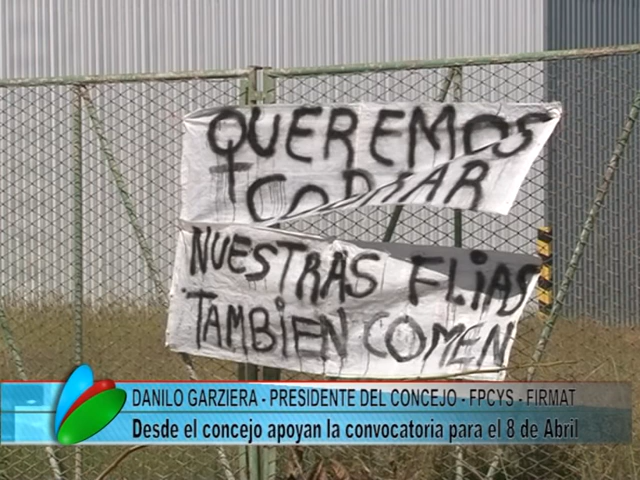 QUEREMOS
COBRAR
NUESTRAS FLIAS
TAMBIEN COMEN
DANILO GARZIERA - PRESIDENTE DEL CONCEJO - FPCYS - FIRMAT
Desde el concejo apoyan la convocatoria para el 8 de Abril